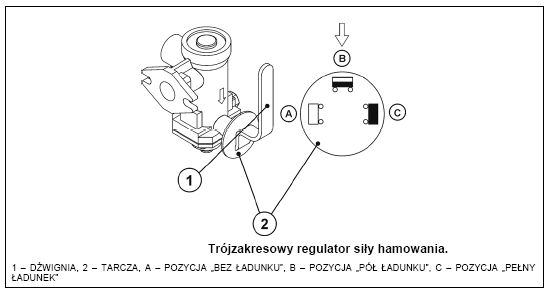 B
A
C
1
2
Trójzakresowy regulator siły hamowania.
1 – DŹWIGNIA, 2 – TARCZA, A – POZYCJA „BEZ ŁADUNKU”, B – POZYCJA „PÓŁ ŁADUNKU”, C – POZYCJA „PEŁNY
ŁADUNEK”